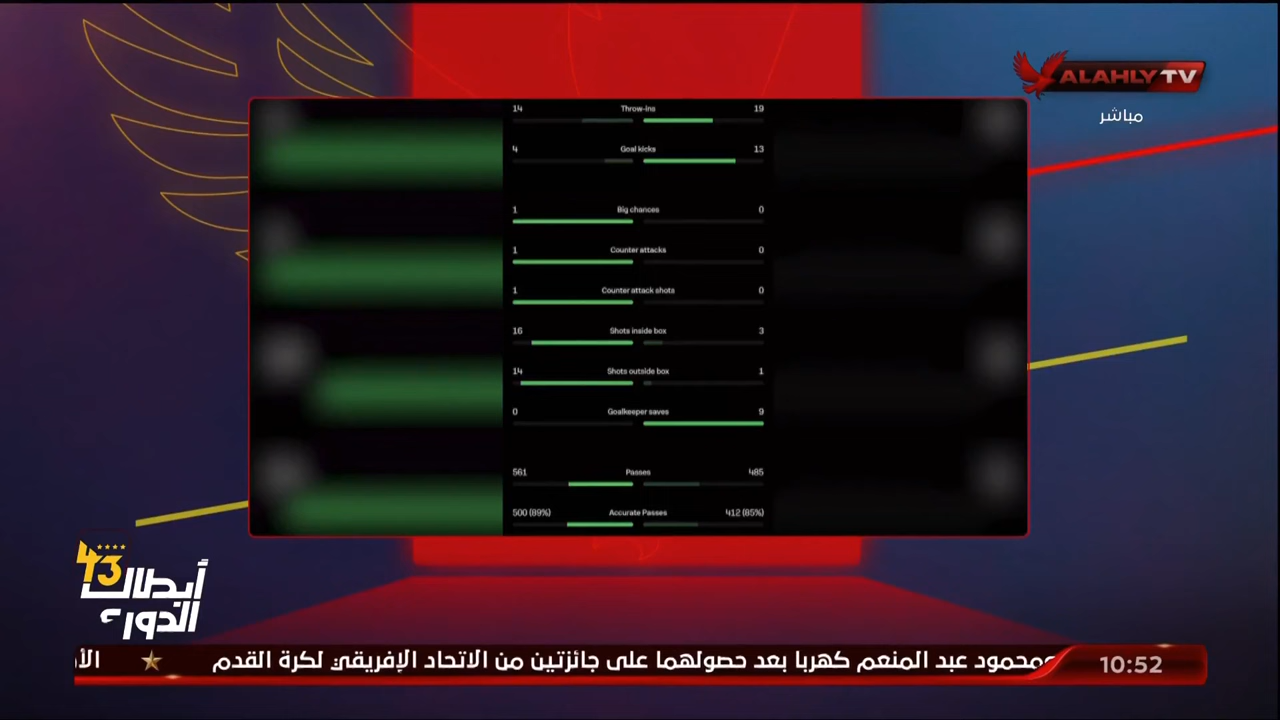 ALAHLY TV
مباشر
14 Throw-ins 19
4 Goal kicks 13
1 Big chances 0
1 Counter attacks 0
1 Counter attack shots 0
16 Shots inside box 3
14 Shots outside box 1
0 Goalkeeper saves 9
561 Passes 485
500 (89%) Accurate Passes 412 (85%)
43
أبطال
الدوري
10:52
ومحمود عبد المنعم كهربا بعد حصولهما على جائزتين من الاتحاد الإفريقي لكرة القدم